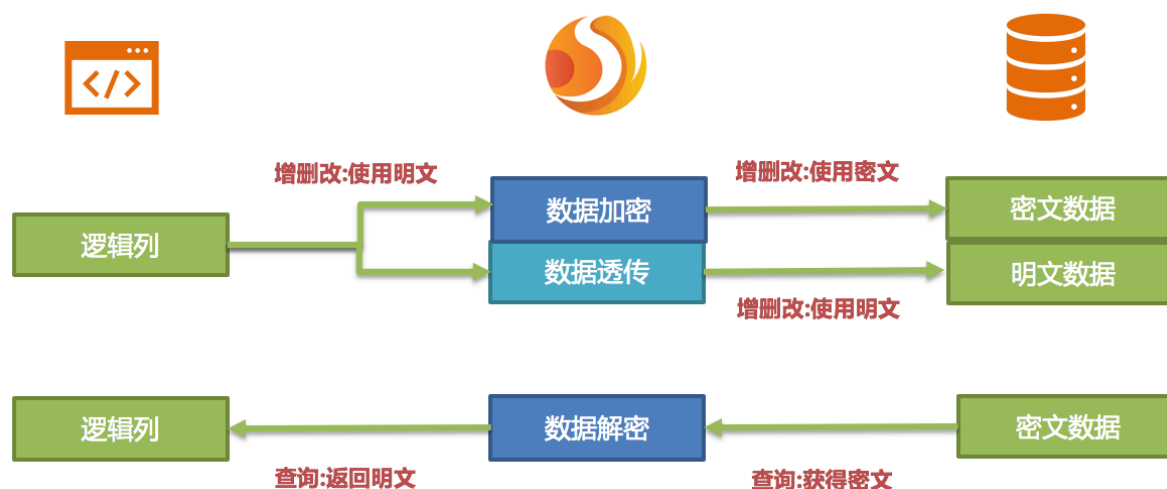 </>
增删改:使用明文
增删改:使用密文
逻辑列
数据加密
密文数据
数据透传
明文数据
增删改:使用明文
逻辑列
数据解密
密文数据
查询:返回明文
查询:获得密文